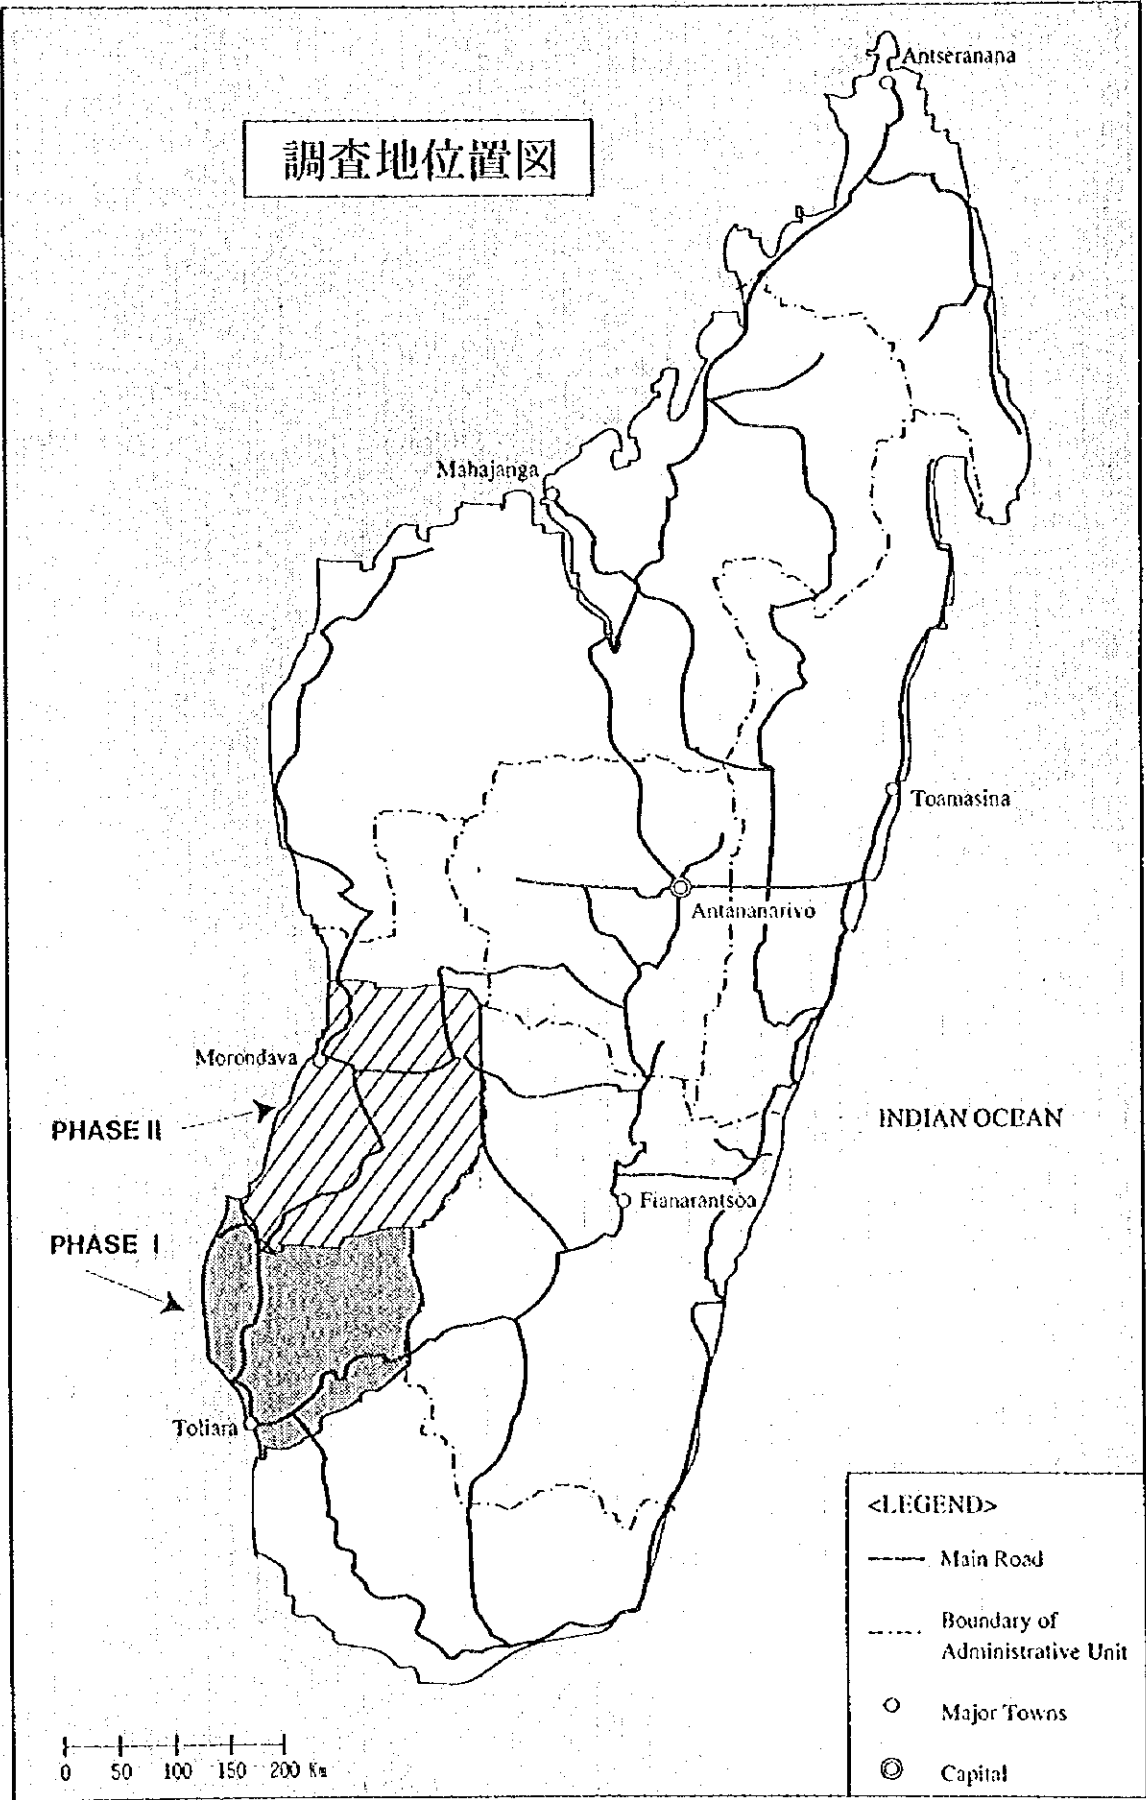 Antseranana
調査地位置図
Mahajanga
Toamasina
Antananarivo
Morondava
PHASE II
INDIAN OCEAN
Fianarantsoa
PHASE I
Toliara
<LEGEND>
Main Road
Boundary of
Administrative Unit
Major Towns
Capital
0 50 100 150 200 Km